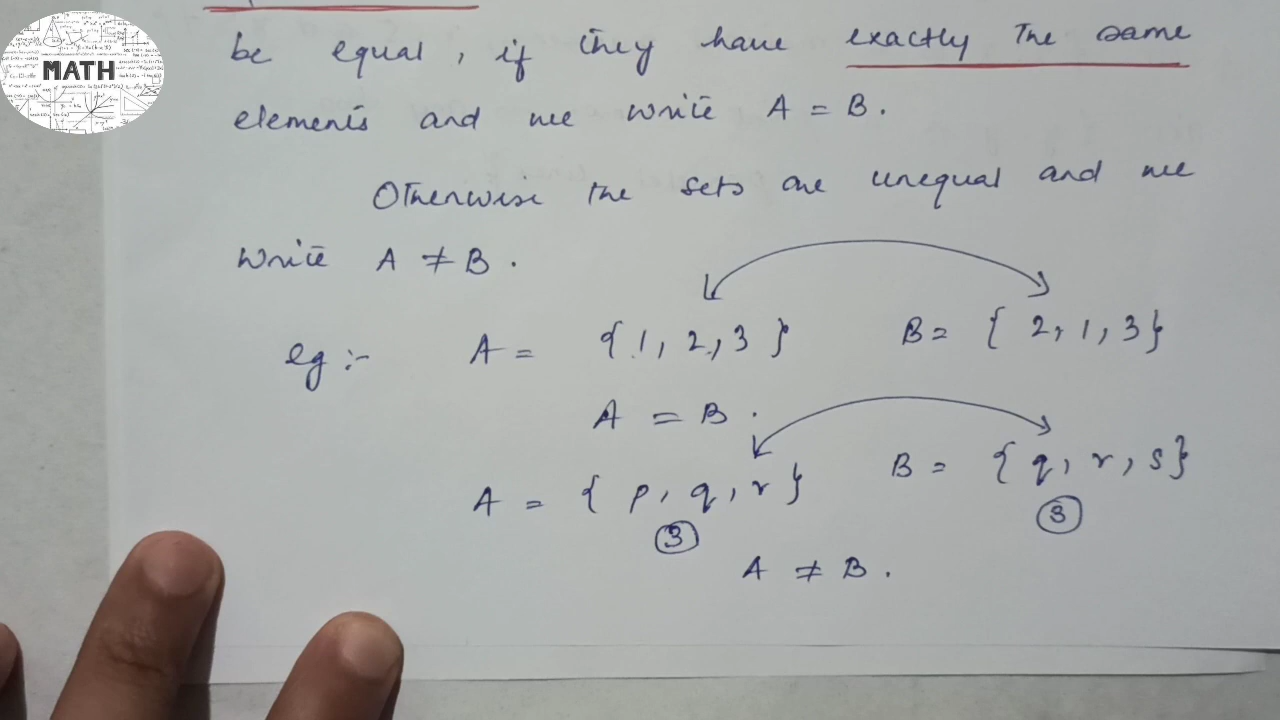 MATH
be equal, if they have exactly the same
elements and we write A = B.
Otherwise the sets are unequal and we
write A ≠ B.
eg :- A = {1, 2, 3} B = {2, 1, 3}
A = B.
A = {p, q, r} B = {q, r, s}
3 3
A ≠ B.